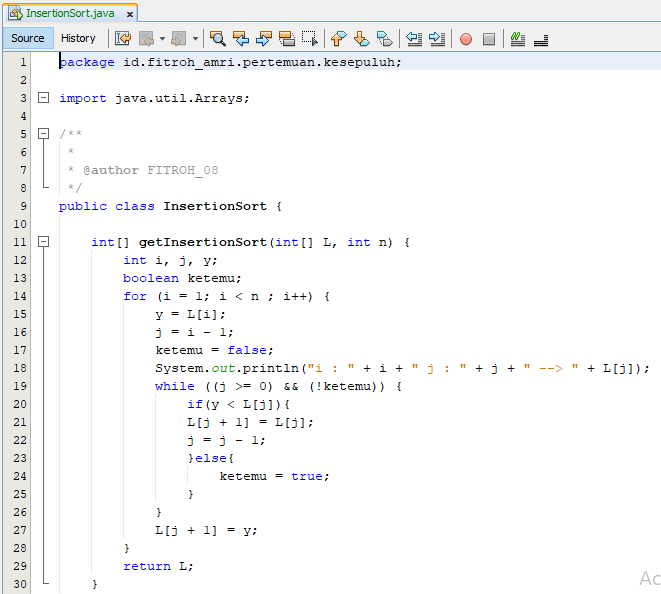 InsertionSort.java x
Source History
1 package id.fitroh_amri.pertemuan.kesepuluh;
2
3 import java.util.Arrays;
4
5 /**
6 *
7 * @author FITROH_08
8 */
9 public class InsertionSort {
10
11 int[] getInsertionSort(int[] L, int n) {
12 int i, j, y;
13 boolean ketemu;
14 for (i = 1; i < n ; i++) {
15 y = L[i];
16 j = i - 1;
17 ketemu = false;
18 System.out.println("i : " + i + " j : " + j + " --> " + L[j]);
19 while ((j >= 0) && (!ketemu)) {
20 if(y < L[j]){
21 L[j + 1] = L[j];
22 j = j - 1;
23 }else{
24 ketemu = true;
25 }
26 }
27 L[j + 1] = y;
28 }
29 return L;
30 }
Ac